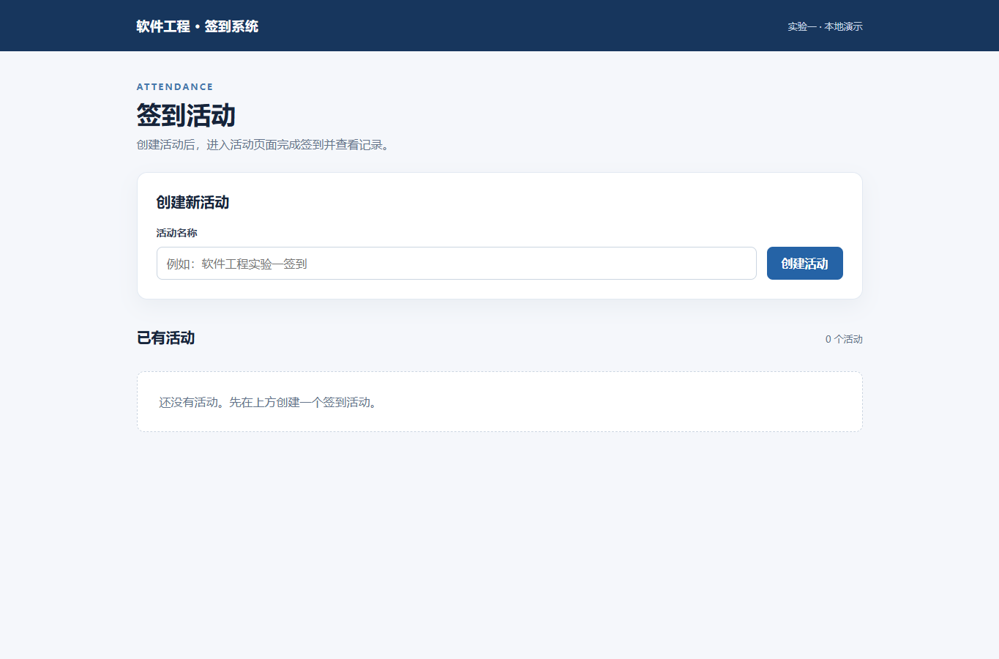 软件工程 · 签到系统
实验一 · 本地演示
ATTENDANCE
签到活动
创建活动后，进入活动页面完成签到并查看记录。
创建新活动
活动名称
例如：软件工程实验一签到
创建活动
已有活动
0 个活动
还没有活动。先在上方创建一个签到活动。